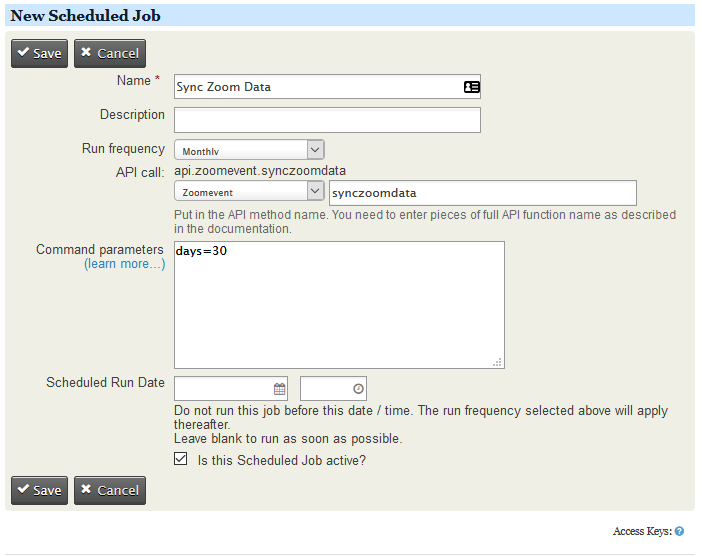 New Scheduled Job
Save Cancel
Name * Sync Zoom Data
Description
Run frequency Monthly
API call: api.zoomevent.synczoomdata
Zoomevent synczoomdata
Put in the API method name. You need to enter pieces of full API function name as described
in the documentation.
Command parameters days=30
(learn more...)
Scheduled Run Date
Do not run this job before this date / time. The run frequency selected above will apply
thereafter.
Leave blank to run as soon as possible.
Is this Scheduled Job active?
Save Cancel
Access Keys: ?